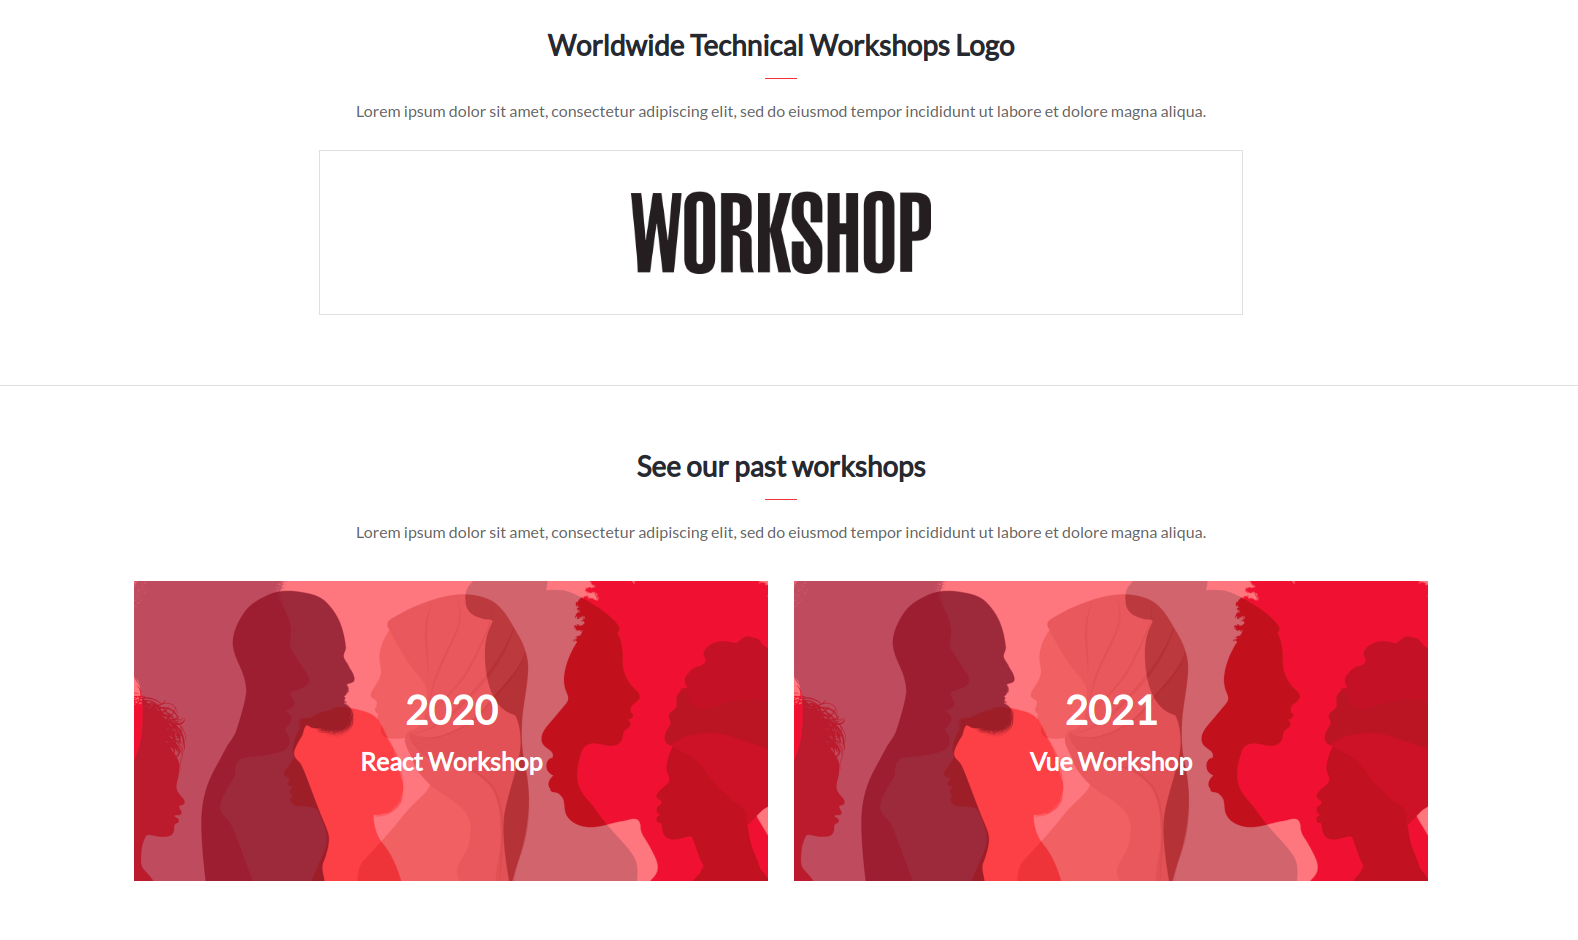 Worldwide Technical Workshops Logo
Lorem ipsum dolor sit amet, consectetur adipiscing elit, sed do eiusmod tempor incididunt ut labore et dolore magna aliqua.
WORKSHOP
See our past workshops
Lorem ipsum dolor sit amet, consectetur adipiscing elit, sed do eiusmod tempor incididunt ut labore et dolore magna aliqua.
2020
React Workshop
2021
Vue Workshop